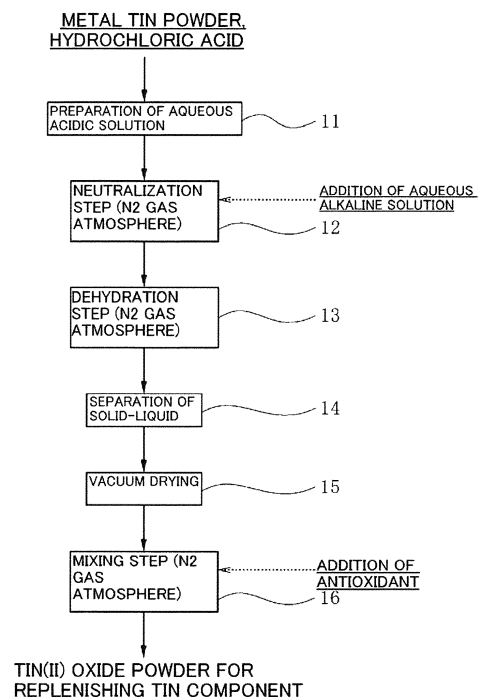 METAL TIN POWDER,
HYDROCHLORIC ACID
PREPARATION OF AQUEOUS
ACIDIC SOLUTION
11
NEUTRALIZATION
STEP (N2 GAS
ATMOSPHERE)
ADDITION OF AQUEOUS
ALKALINE SOLUTION
12
DEHYDRATION
STEP (N2 GAS
ATMOSPHERE)
13
SEPARATION OF
SOLID-LIQUID
14
VACUUM DRYING
15
MIXING STEP (N2
GAS
ATMOSPHERE)
ADDITION OF
ANTIOXIDANT
16
TIN(II) OXIDE POWDER FOR
REPLENISHING TIN COMPONENT